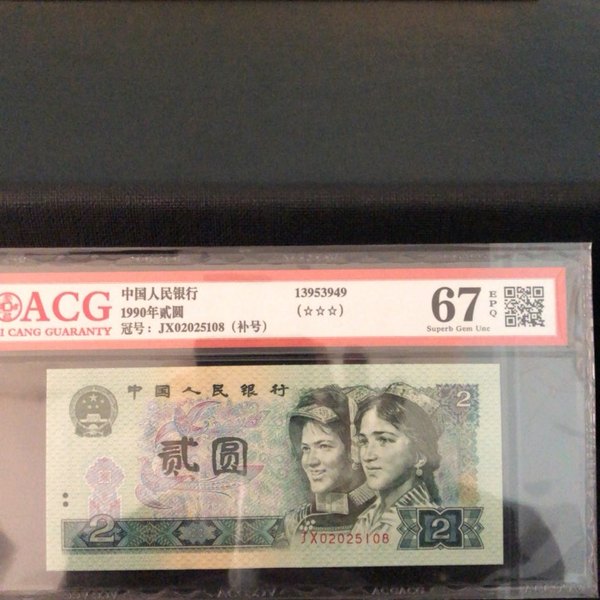 ACG
I CANG GUARANTY
中国人民银行
1990年贰圆
冠号：JX02025108（补号）
13953949
(☆☆☆)
67
EPQ
Superb Gem Unc
中国人民银行
贰圆
2
2
JX02025108
2